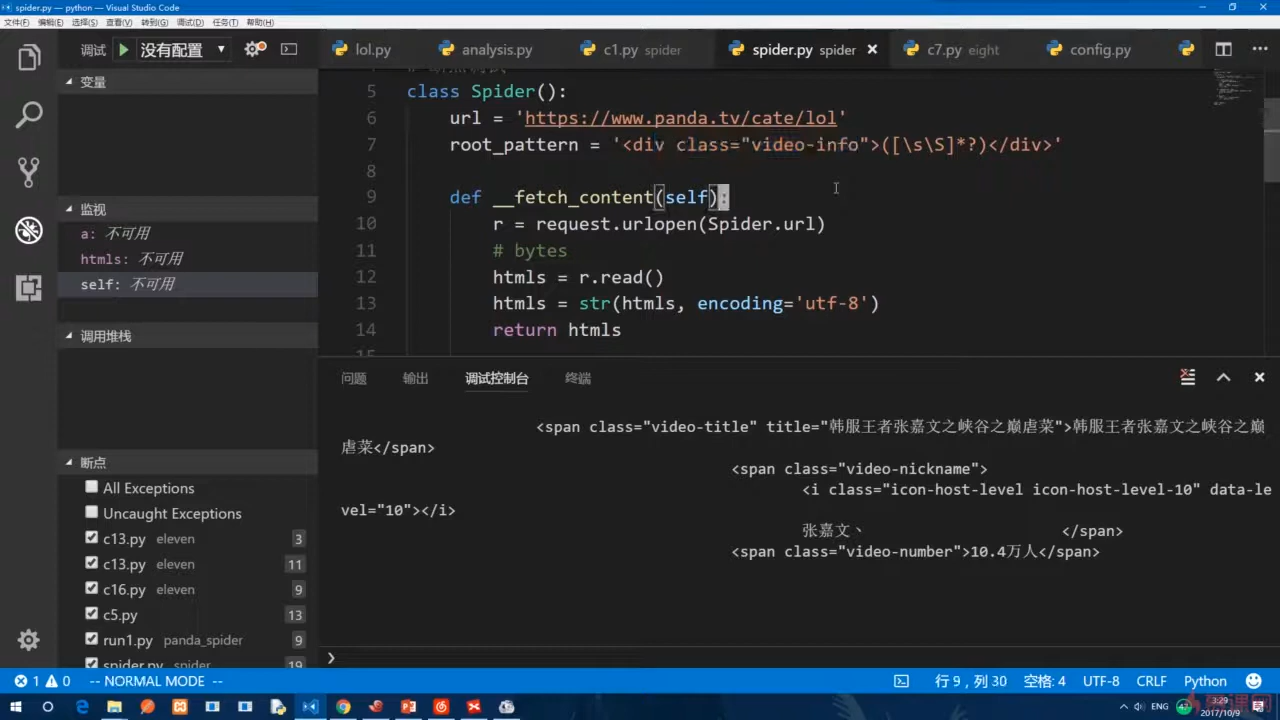 spider.py — python — Visual Studio Code
文件(F) 编辑(E) 选择(S) 查看(V) 转到(G) 调试(D) 任务(T) 帮助(H)
调试 没有配置
lol.py analysis.py c1.py spider spider.py spider c7.py eight config.py
变量
监视
a: 不可用
htmls: 不可用
self: 不可用
调用堆栈
断点
All Exceptions
Uncaught Exceptions
c13.py eleven 3
c13.py eleven 11
c16.py eleven 9
c5.py 13
run1.py panda_spider 9
spider.py spider 19
5 class Spider():
6 url = 'https://www.panda.tv/cate/lol'
7 root_pattern = '<div class="video-info">([\s\S]*?)</div>'
8
9 def __fetch_content(self):
10 r = request.urlopen(Spider.url)
11 # bytes
12 htmls = r.read()
13 htmls = str(htmls, encoding='utf-8')
14 return htmls
15
问题 输出 调试控制台 终端
<span class="video-title" title="韩服王者张嘉文之峡谷之巅虐菜">韩服王者张嘉文之峡谷之巅
虐菜</span>
<span class="video-nickname">
<i class="icon-host-level icon-host-level-10" data-le
vel="10"></i>
张嘉文丶 </span>
<span class="video-number">10.4万人</span>
1 0 -- NORMAL MODE -- 行 9，列 30 空格: 4 UTF-8 CRLF Python
ENG 3:29
2017/10/9